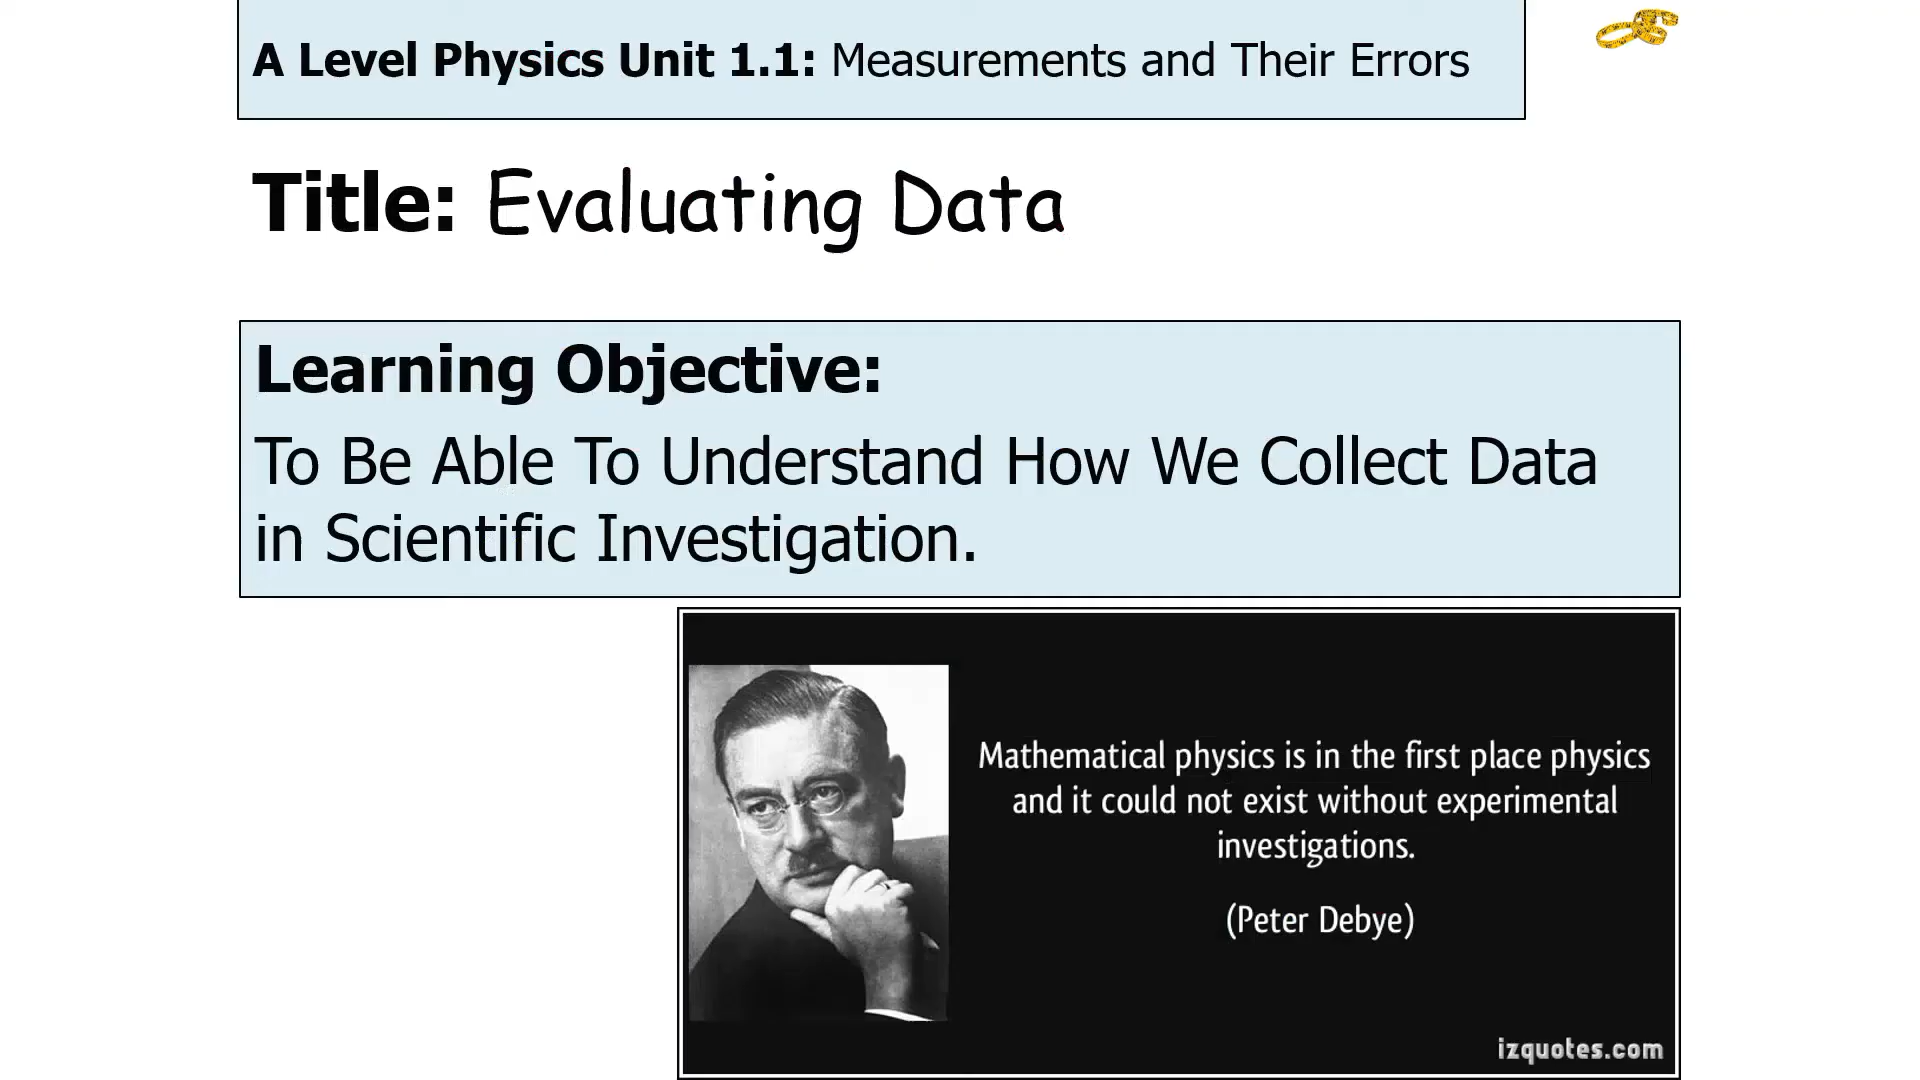 A Level Physics Unit 1.1: Measurements and Their Errors
Title: Evaluating Data
Learning Objective:
To Be Able To Understand How We Collect Data
in Scientific Investigation.
Mathematical physics is in the first place physics
and it could not exist without experimental
investigations.
(Peter Debye)
izquotes.com